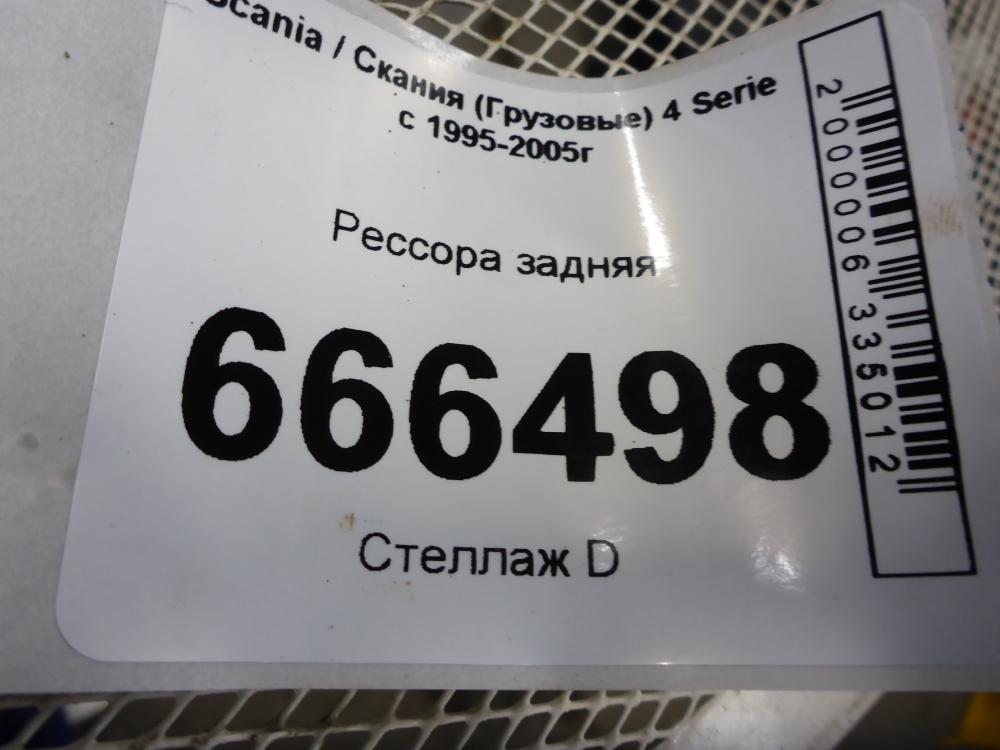 Scania / Скания (Грузовые) 4 Serie
с 1995-2005г
Рессора задняя
666498
Стеллаж D
2000006335012